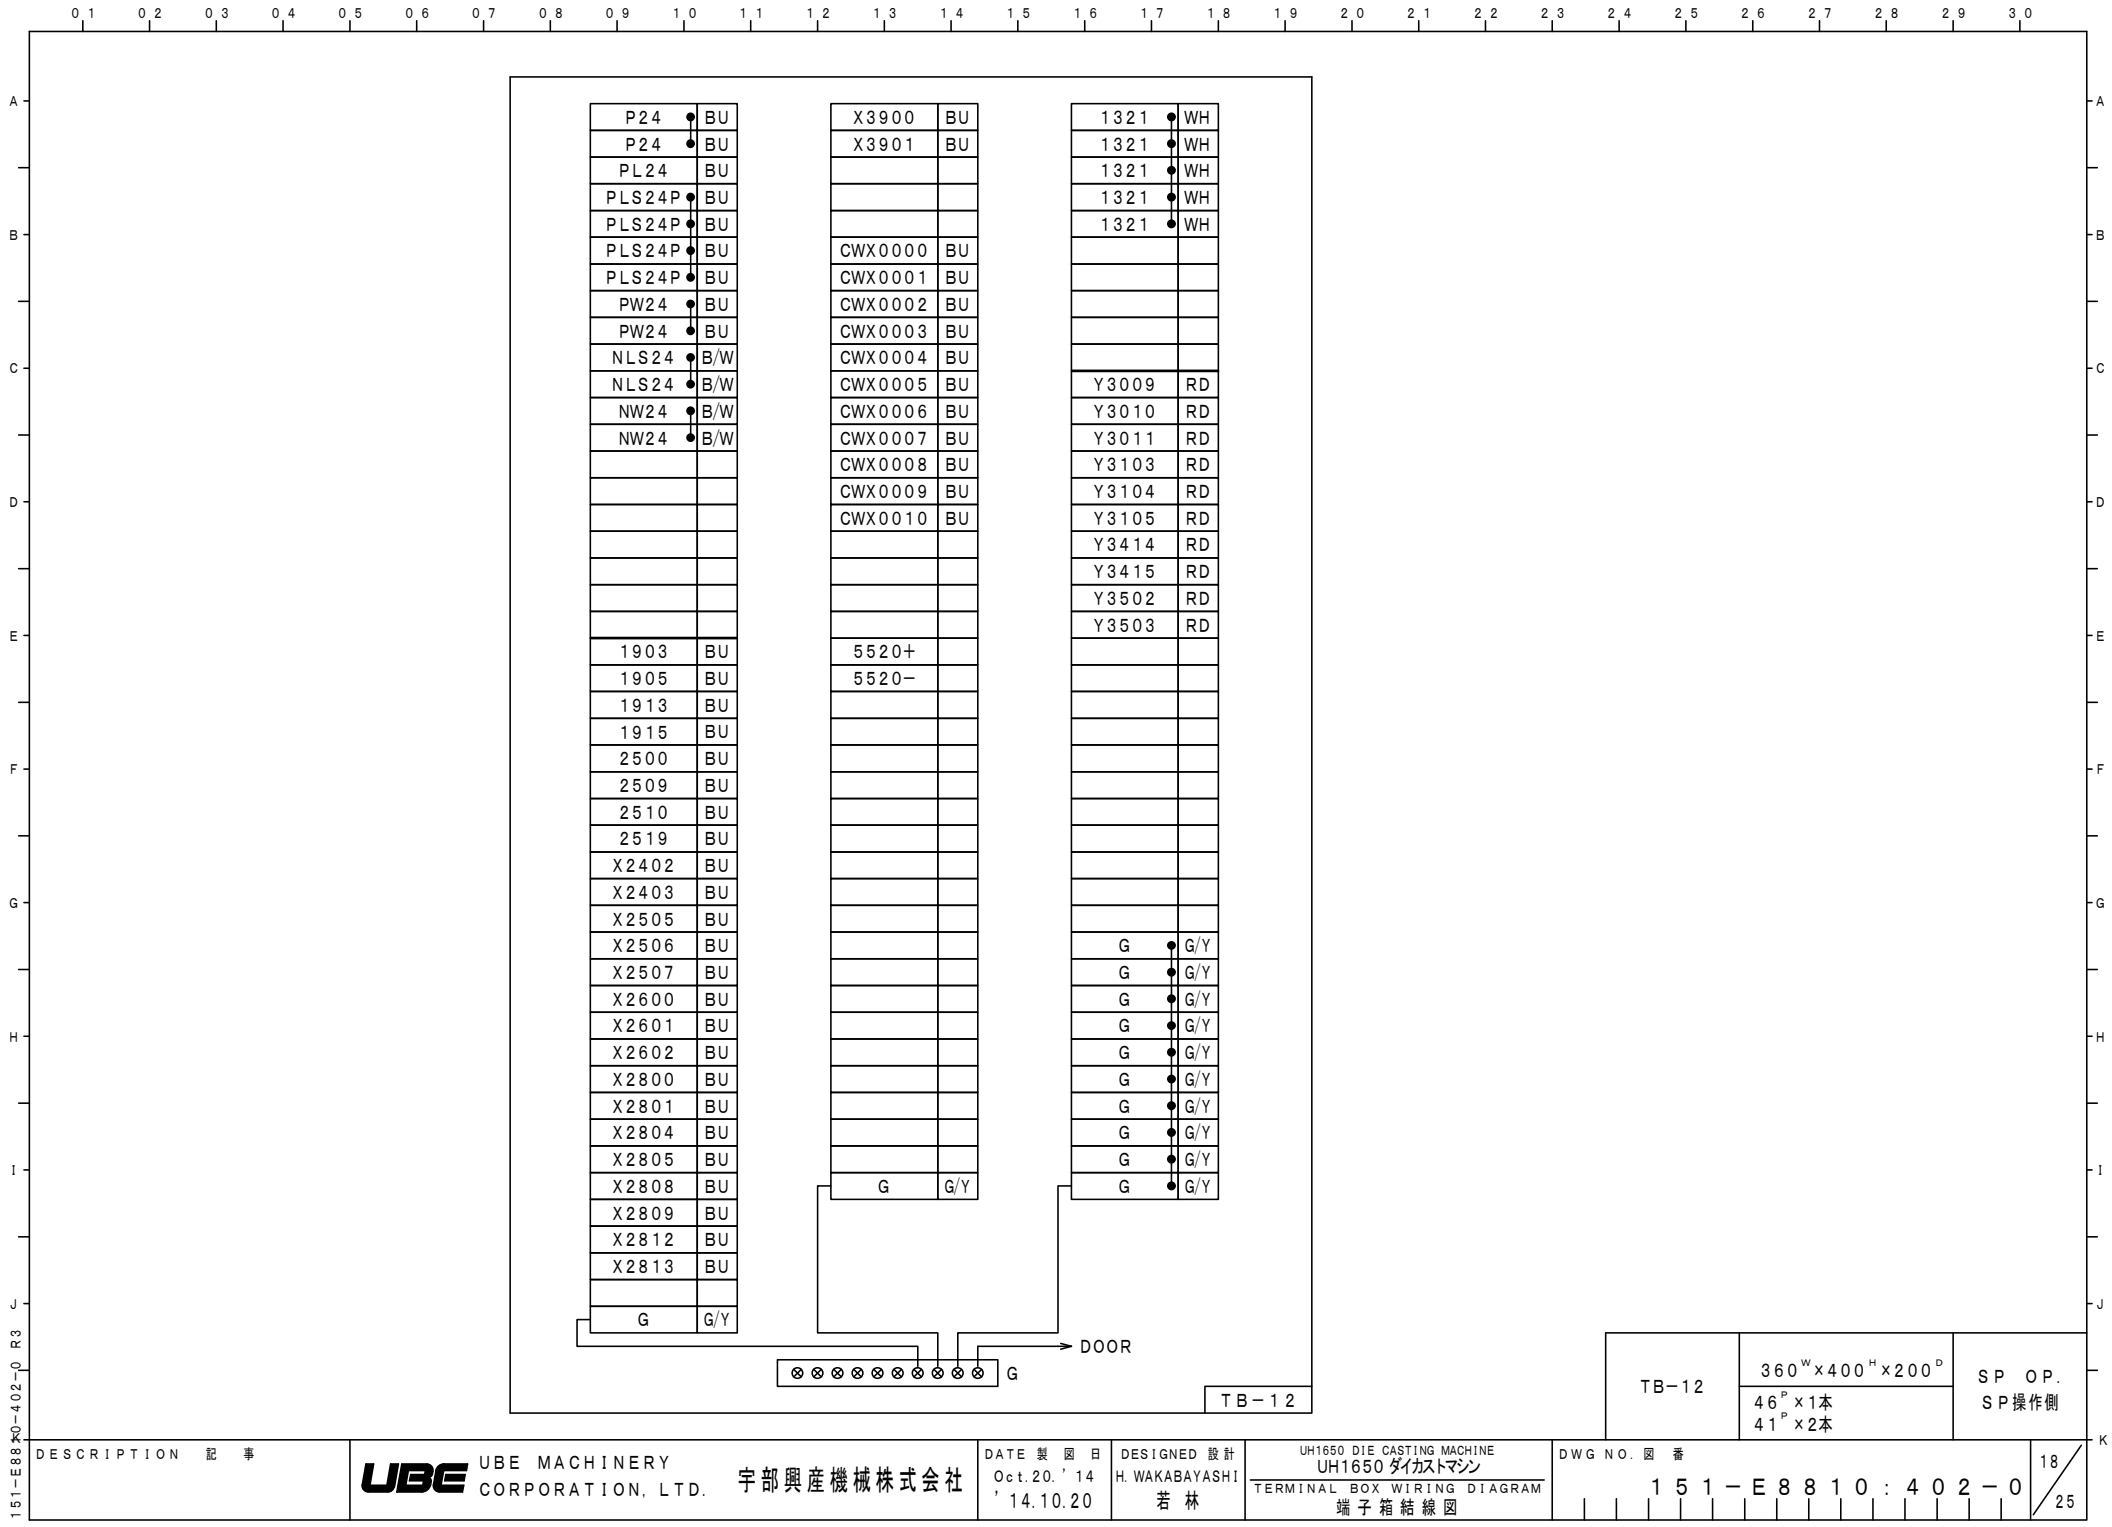 01 02 03 04 05 06 07 08 09 10 11 12 13 14 15 16 17 18 19 20 21 22 23 24 25 26 27 28 29 30
A
B
C
D
E
F
G
H
I
J
K
A
B
C
D
E
F
G
H
I
J
K
P24 BU
P24 BU
PL24 BU
PLS24P BU
PLS24P BU
PLS24P BU
PLS24P BU
PW24 BU
PW24 BU
NLS24 B/W
NLS24 B/W
NW24 B/W
NW24 B/W
1903 BU
1905 BU
1913 BU
1915 BU
2500 BU
2509 BU
2510 BU
2519 BU
X2402 BU
X2403 BU
X2505 BU
X2506 BU
X2507 BU
X2600 BU
X2601 BU
X2602 BU
X2800 BU
X2801 BU
X2804 BU
X2805 BU
X2808 BU
X2809 BU
X2812 BU
X2813 BU
G G/Y
X3900 BU
X3901 BU
CWX0000 BU
CWX0001 BU
CWX0002 BU
CWX0003 BU
CWX0004 BU
CWX0005 BU
CWX0006 BU
CWX0007 BU
CWX0008 BU
CWX0009 BU
CWX0010 BU
5520+
5520-
G G/Y
1321 WH
1321 WH
1321 WH
1321 WH
1321 WH
Y3009 RD
Y3010 RD
Y3011 RD
Y3103 RD
Y3104 RD
Y3105 RD
Y3414 RD
Y3415 RD
Y3502 RD
Y3503 RD
G G/Y
G G/Y
G G/Y
G G/Y
G G/Y
G G/Y
G G/Y
G G/Y
G G/Y
G G/Y
DOOR
G
TB-12
TB-12
360W×400H×200D
46P×1本
41P×2本
SP OP.
SP操作側
151-E8810-402-0 R3
DESCRIPTION 記 事
UBE
UBE MACHINERY
CORPORATION, LTD.
宇部興産機械株式会社
DATE 製 図 日
Oct.20.'14
'14.10.20
DESIGNED 設計
H. WAKABAYASHI
若 林
UH1650 DIE CASTING MACHINE
UH1650 ダイカストマシン
TERMINAL BOX WIRING DIAGRAM
端子箱結線図
DWG NO. 図 番
151-E8810:402-0
18/25